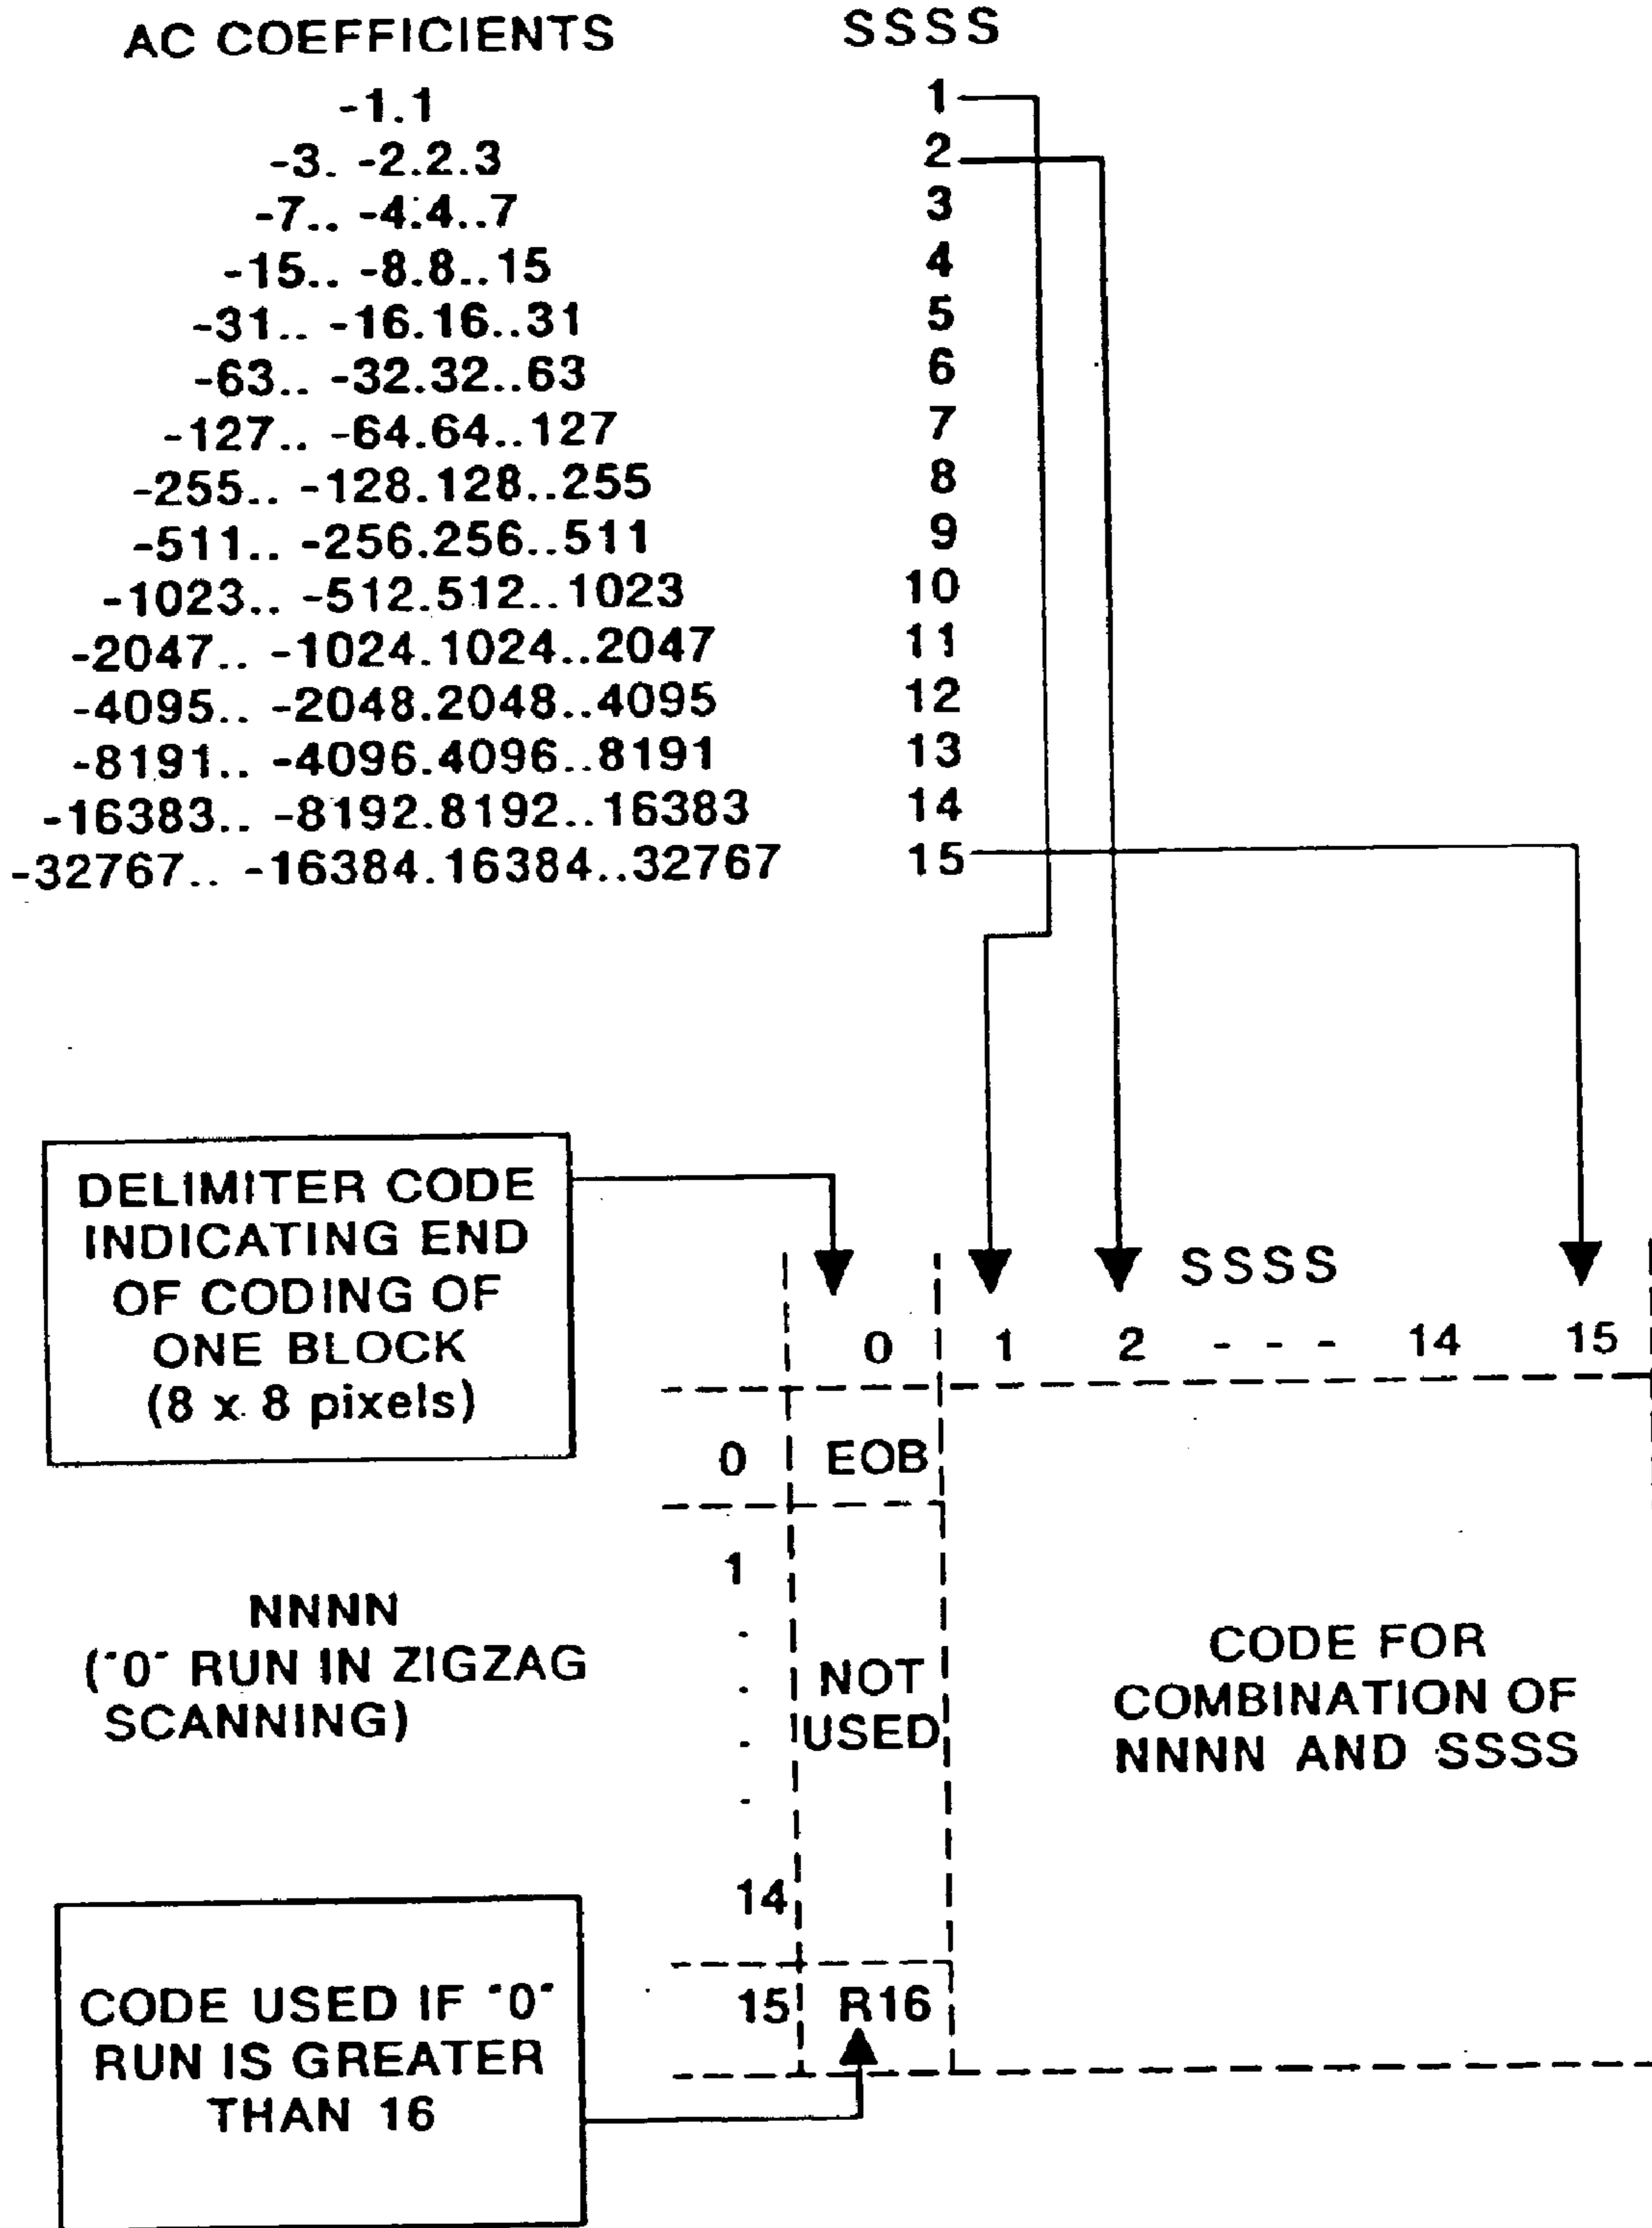 AC COEFFICIENTS SSSS
-1.1 1
-3. -2.2.3 2
-7.. -4.4..7 3
-15.. -8.8..15 4
-31.. -16.16..31 5
-63.. -32.32..63 6
-127.. -64.64..127 7
-255.. -128.128..255 8
-511.. -256.256..511 9
-1023.. -512.512..1023 10
-2047.. -1024.1024..2047 11
-4095.. -2048.2048..4095 12
-8191.. -4096.4096..8191 13
-16383.. -8192.8192..16383 14
-32767.. -16384.16384..32767 15
DELIMITER CODE
INDICATING END
OF CODING OF
ONE BLOCK
(8 x 8 pixels)
SSSS
0 1 2 - - - 14 15
0 EOB
1
14
15 R16
NOT
USED
NNNN
("0" RUN IN ZIGZAG
SCANNING)
CODE FOR
COMBINATION OF
NNNN AND SSSS
CODE USED IF "0"
RUN IS GREATER
THAN 16